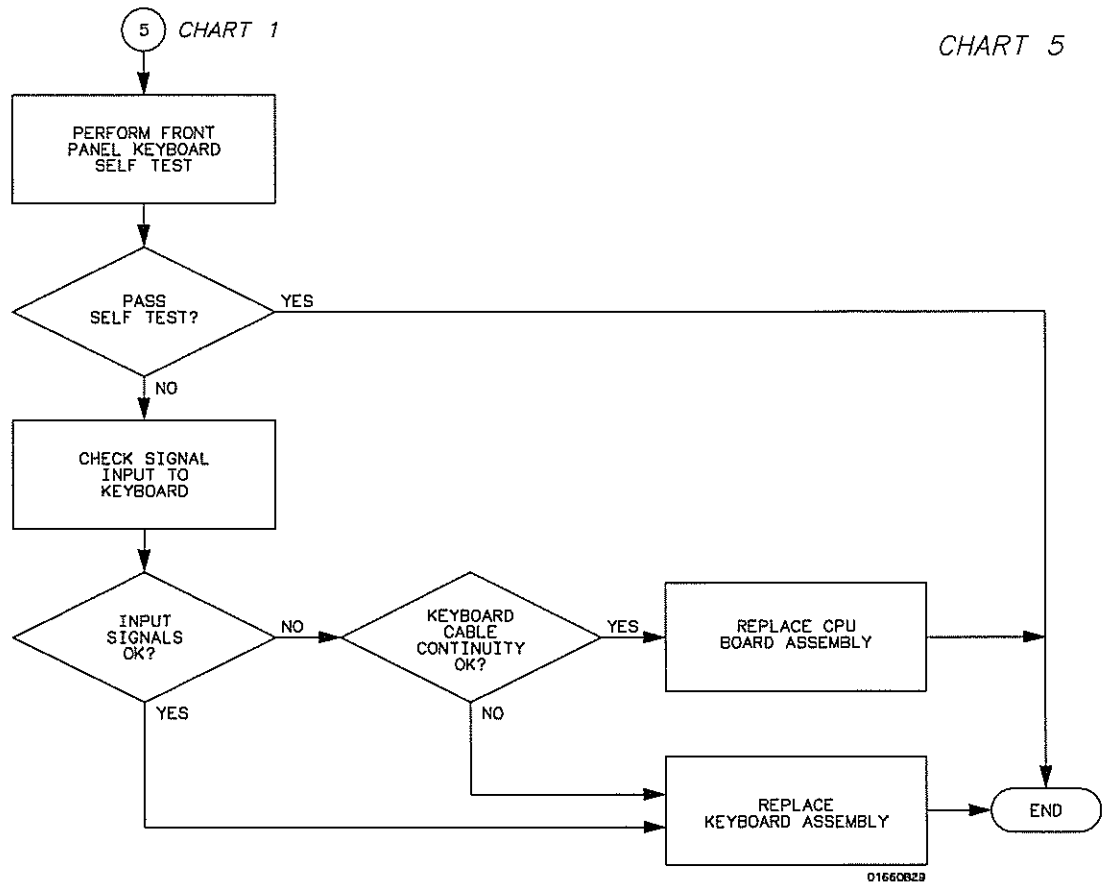 5 CHART 1
CHART 5
PERFORM FRONT
PANEL KEYBOARD
SELF TEST
PASS
SELF TEST?
YES
NO
CHECK SIGNAL
INPUT TO
KEYBOARD
INPUT
SIGNALS
OK?
NO
YES
KEYBOARD
CABLE
CONTINUITY
OK?
YES
NO
REPLACE CPU
BOARD ASSEMBLY
REPLACE
KEYBOARD ASSEMBLY
END
01660B29